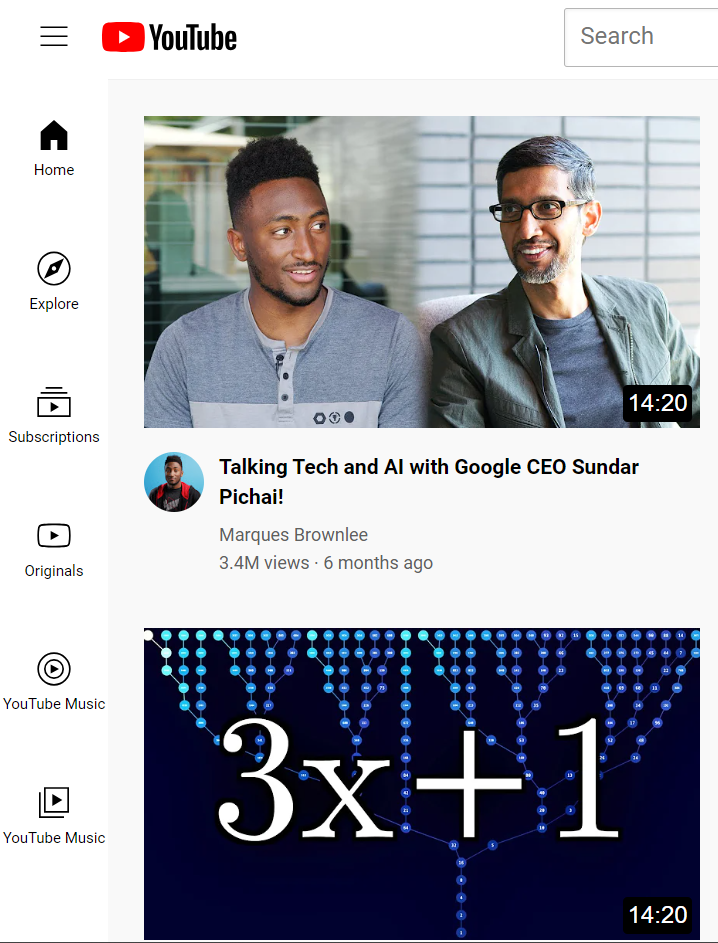 YouTube
Search
Home
Explore
Subscriptions
Originals
YouTube Music
YouTube Music
14:20
Talking Tech and AI with Google CEO Sundar
Pichai!
Marques Brownlee
3.4M views · 6 months ago
3x+1
14:20